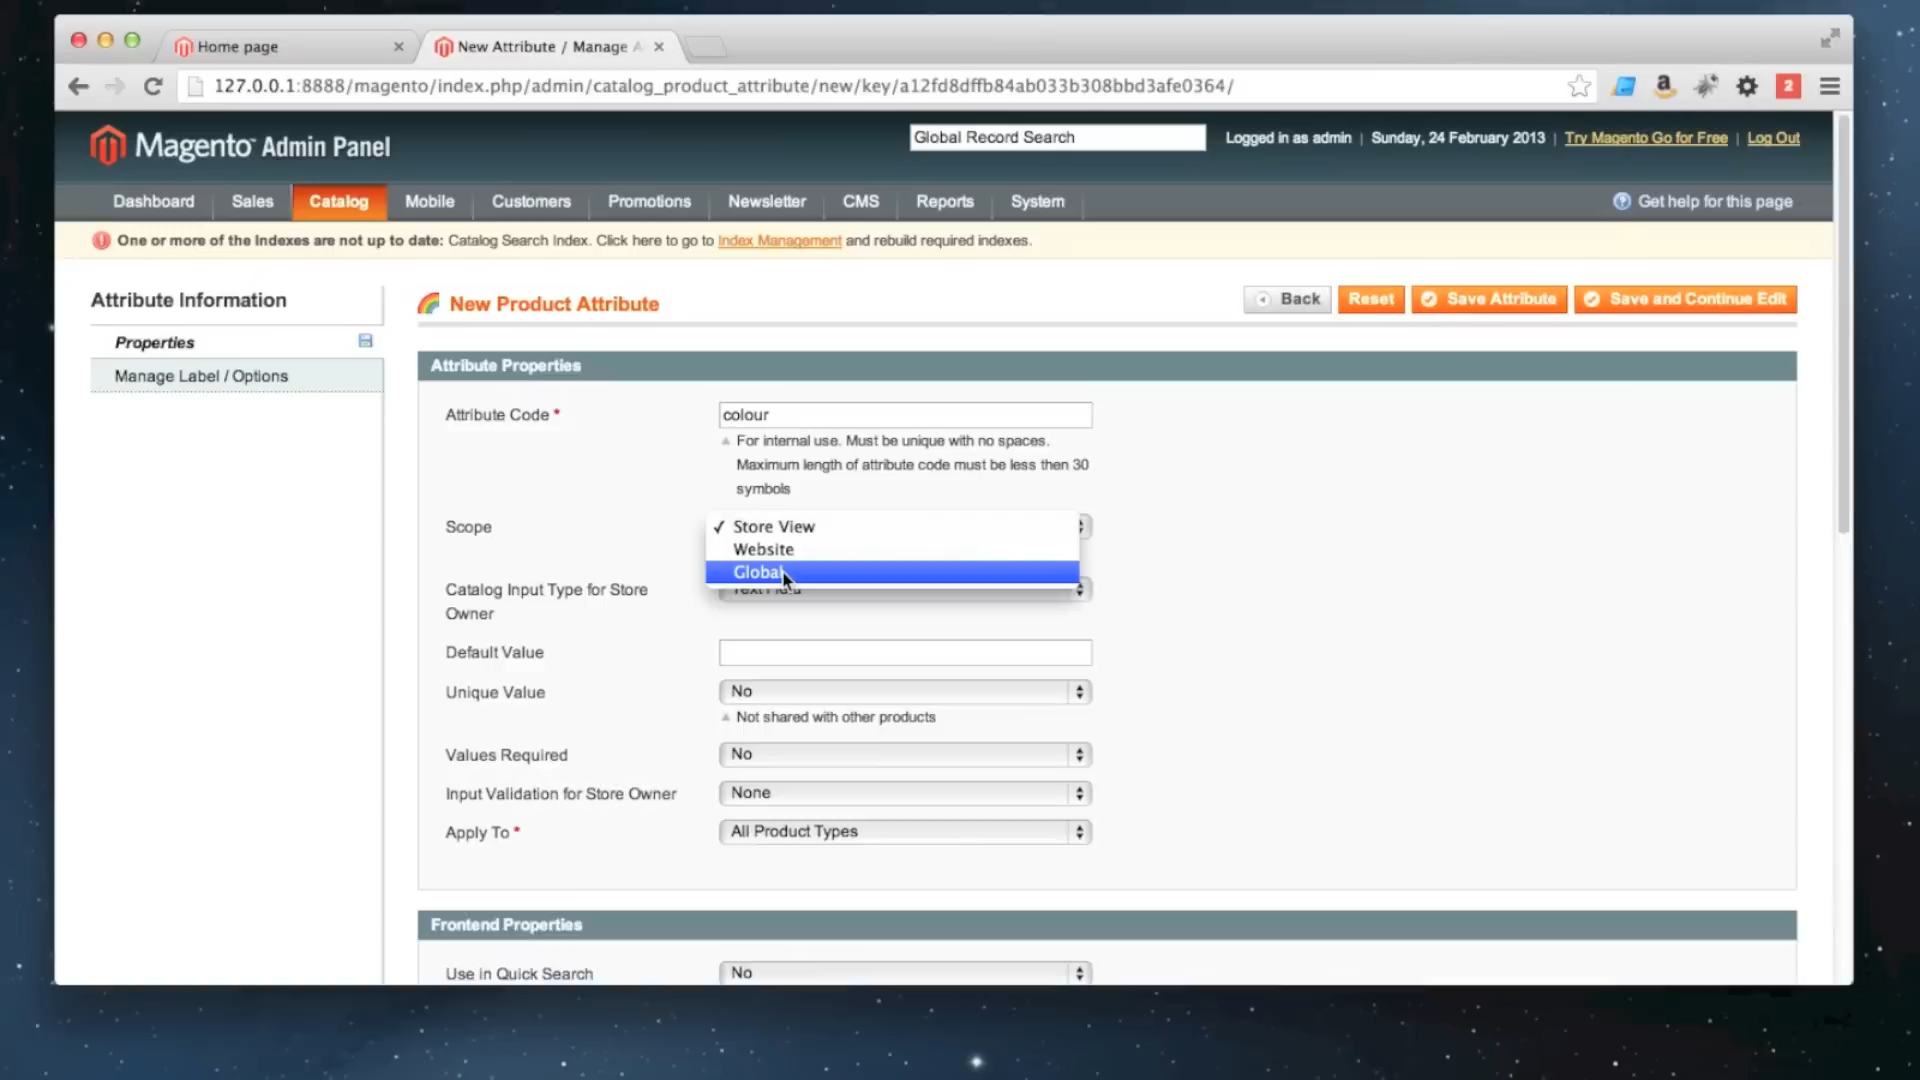 Home page
New Attribute / Manage A
127.0.0.1:8888/magento/index.php/admin/catalog_product_attribute/new/key/a12fd8dffb84ab033b308bbd3afe0364/
2
Magento Admin Panel
Global Record Search
Logged in as admin | Sunday, 24 February 2013 | Try Magento Go for Free | Log Out
Dashboard Sales Catalog Mobile Customers Promotions Newsletter CMS Reports System
Get help for this page
One or more of the Indexes are not up to date: Catalog Search Index. Click here to go to Index Management and rebuild required indexes.
Attribute Information
Properties
Manage Label / Options
New Product Attribute
Back Reset Save Attribute Save and Continue Edit
Attribute Properties
Attribute Code * colour
For internal use. Must be unique with no spaces.
Maximum length of attribute code must be less then 30
symbols
Scope ✓ Store View
Website
Global
Catalog Input Type for Store
Owner
Text Field
Default Value
Unique Value No
Not shared with other products
Values Required No
Input Validation for Store Owner None
Apply To * All Product Types
Frontend Properties
Use in Quick Search No